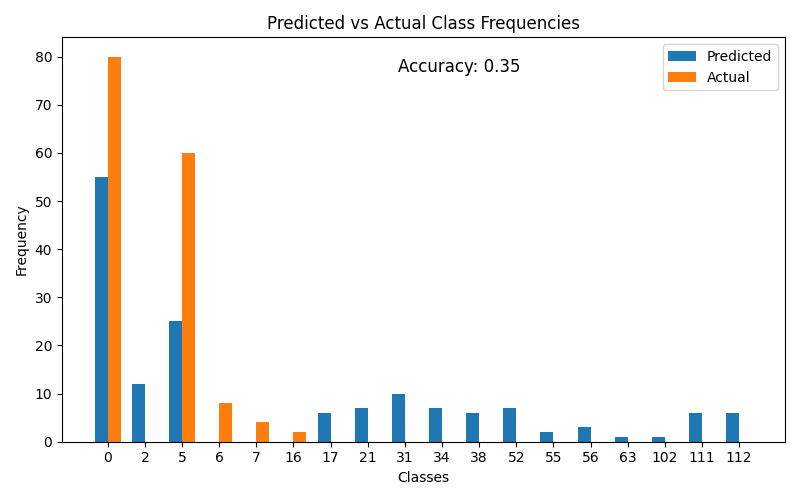 Predicted vs Actual Class Frequencies
Accuracy: 0.35
Predicted
Actual
Frequency
80
70
60
50
40
30
20
10
0
0 2 5 6 7 16 17 21 31 34 38 52 55 56 63 102 111 112
Classes